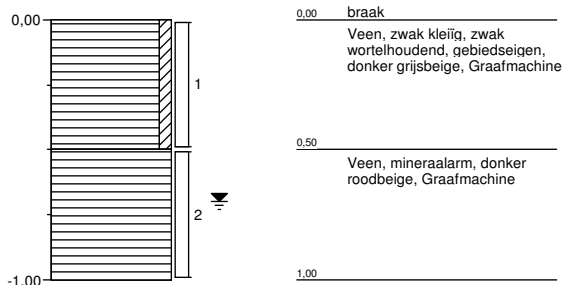 0,00
-1,00
1
2
0,00 braak
Veen, zwak kleiïg, zwak
wortelhoudend, gebiedseigen,
donker grijsbeige, Graafmachine
0,50
Veen, mineraalarm, donker
roodbeige, Graafmachine
1,00